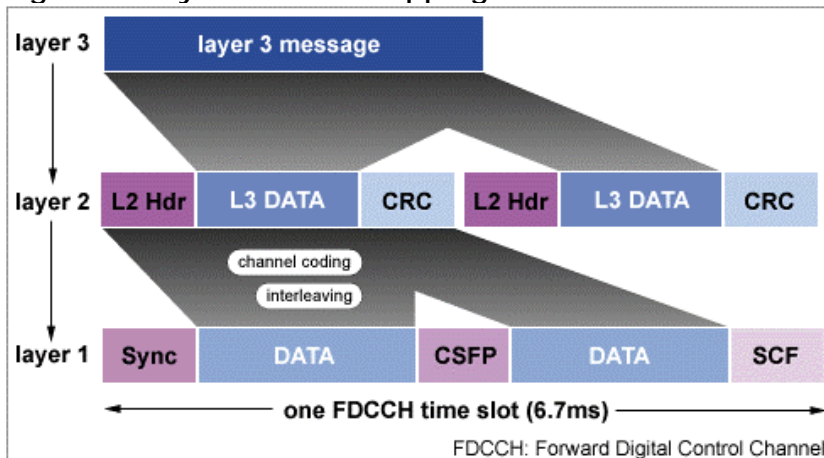 layer 3 layer 3 message
layer 2 L2 Hdr L3 DATA CRC L2 Hdr L3 DATA CRC
channel coding
interleaving
layer 1 Sync DATA CSFP DATA SCF
one FDCCH time slot (6.7ms)
FDCCH: Forward Digital Control Channel